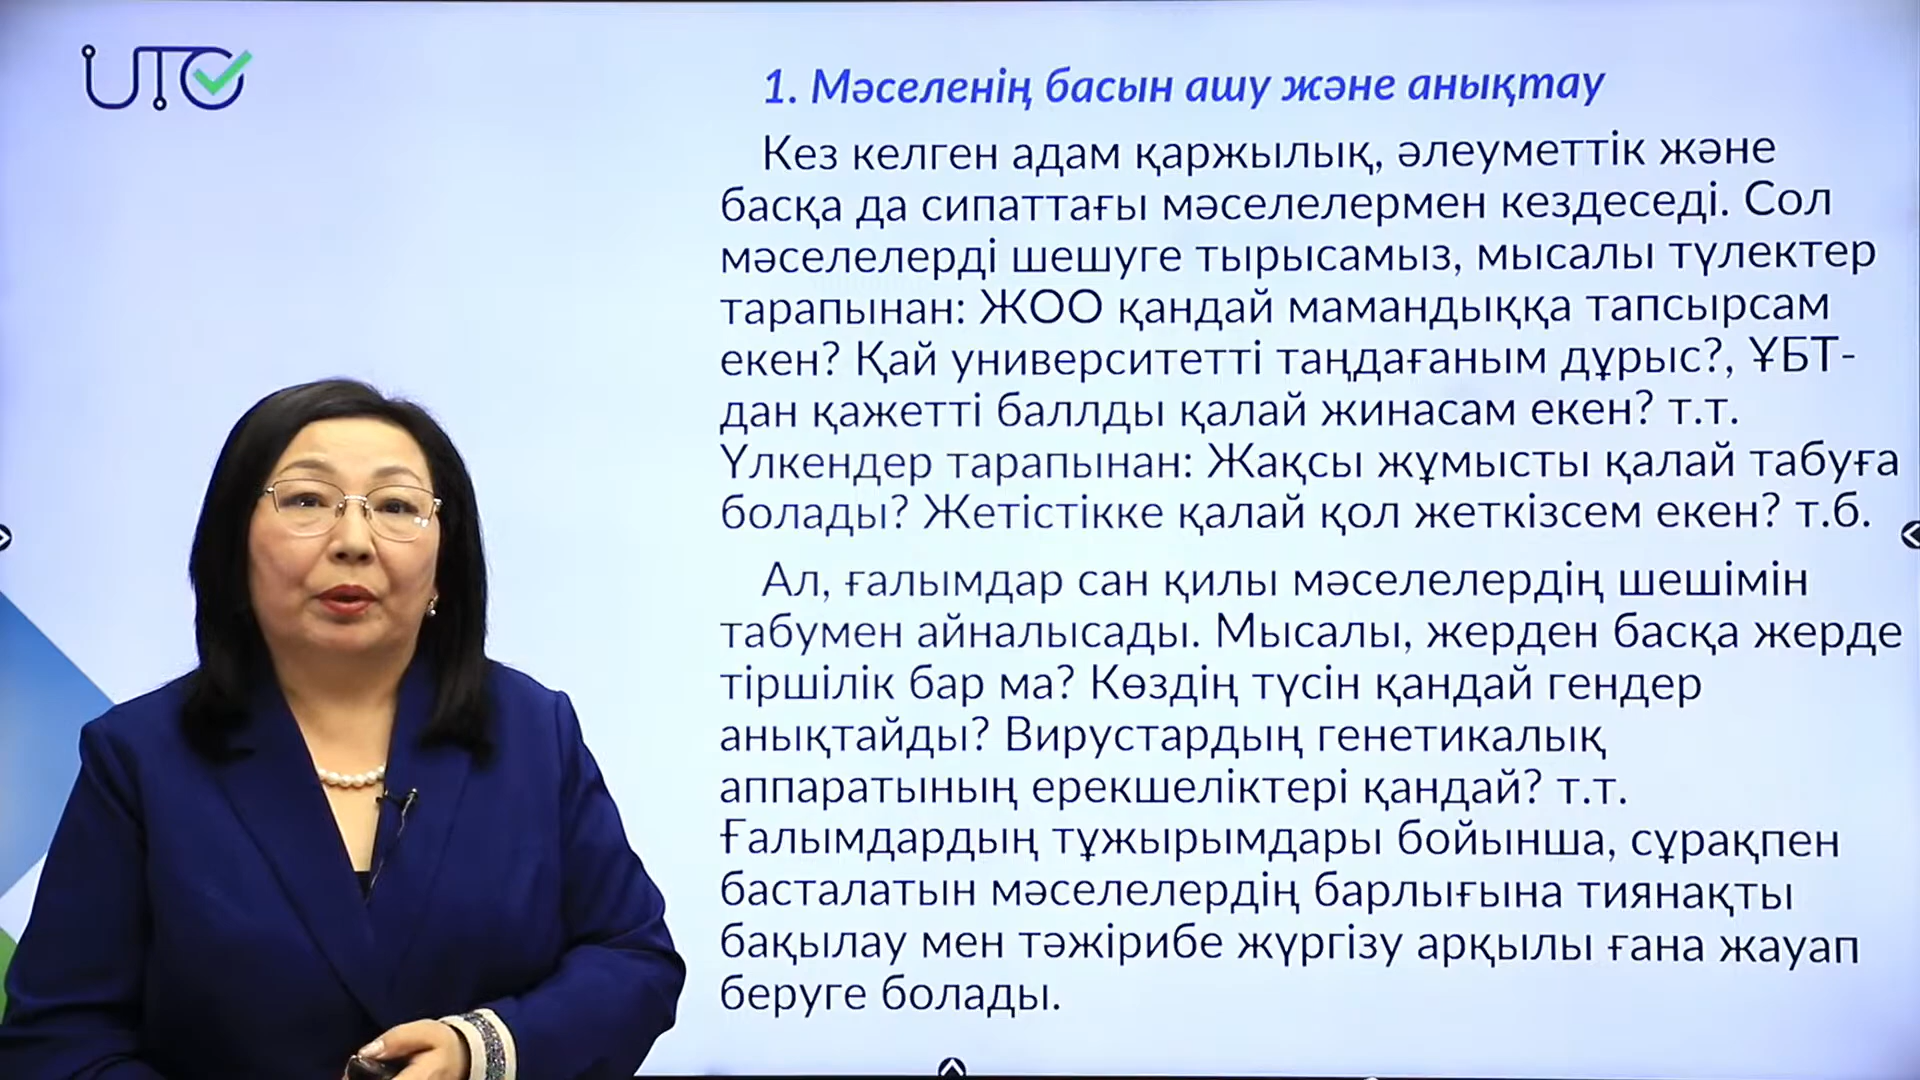 UTO
1. Мәселенің басын ашу және анықтау
Кез келген адам қаржылық, әлеуметтік және
басқа да сипаттағы мәселелермен кездеседі. Сол
мәселелерді шешуге тырысамыз, мысалы түлектер
тарапынан: ЖОО қандай мамандыққа тапсырсам
екен? Қай университетті таңдағаным дұрыс?, ҰБТ-
дан қажетті баллды қалай жинасам екен? т.т.
Үлкендер тарапынан: Жақсы жұмысты қалай табуға
болады? Жетістікке қалай қол жеткізсем екен? т.б.
Ал, ғалымдар сан қилы мәселелердің шешімін
табумен айналысады. Мысалы, жерден басқа жерде
тіршілік бар ма? Көздің түсін қандай гендер
анықтайды? Вирустардың генетикалық
аппаратының ерекшеліктері қандай? т.т.
Ғалымдардың тұжырымдары бойынша, сұрақпен
басталатын мәселелердің барлығына тиянақты
бақылау мен тәжірибе жүргізу арқылы ғана жауап
беруге болады.